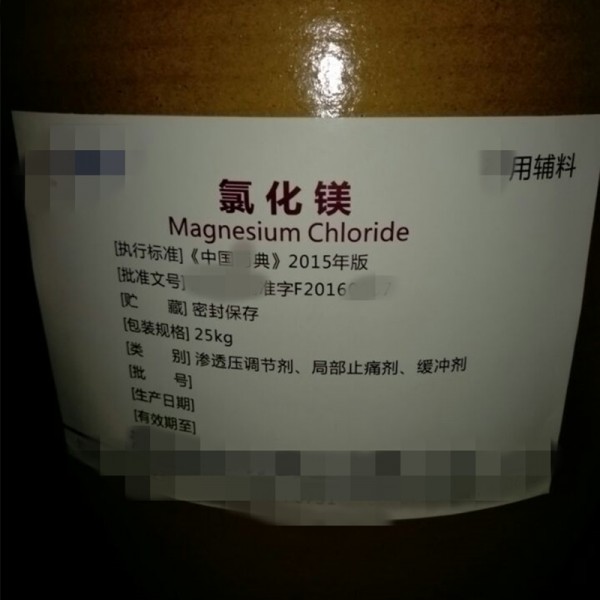 用辅料
氯化镁
Magnesium Chloride
[执行标准]《中国 典》2015年版
[批准文号] 准字F2016
[贮 藏] 密封保存
[包装规格] 25kg
[类 别] 渗透压调节剂、局部止痛剂、缓冲剂
[批 号]
[生产日期]
[有效期至]